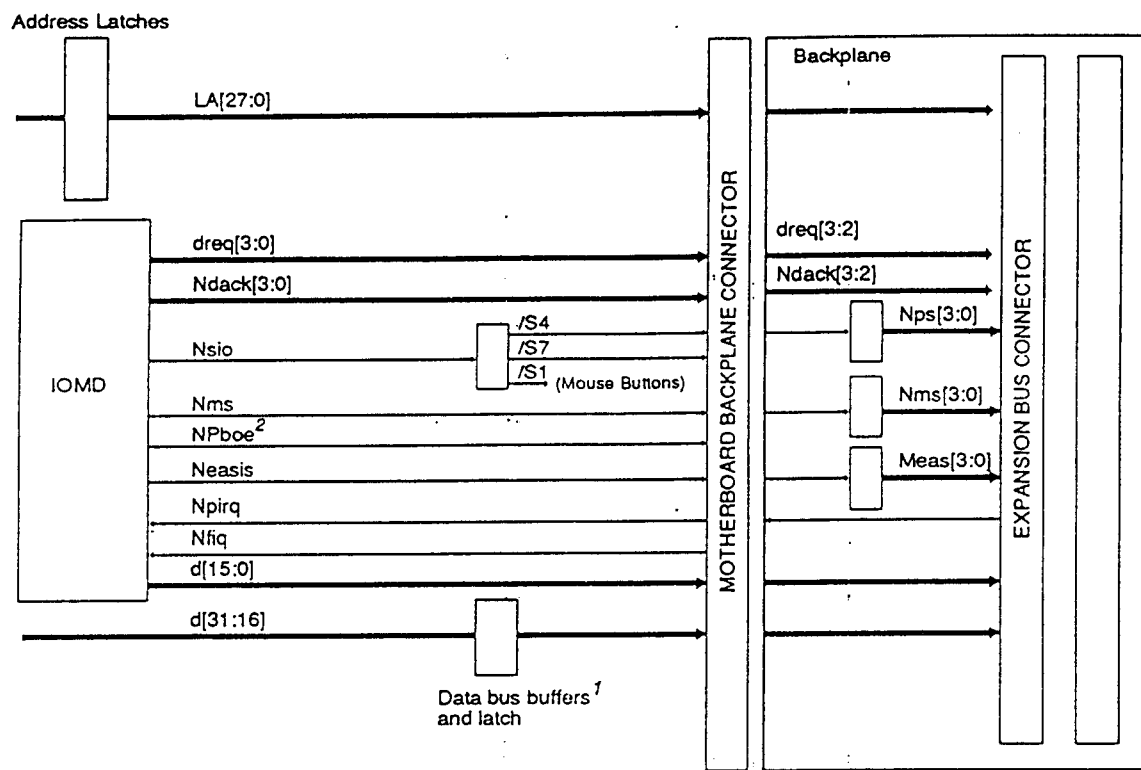 Address Latches
Backplane
LA[27:0]
MOTHERBOARD BACKPLANE CONNECTOR
EXPANSION BUS CONNECTOR
IOMD
dreq[3:0]
dreq[3:2]
Ndack[3:0]
Ndack[3:2]
/S4
Nps[3:0]
Nsio
/S7
/S1 (Mouse Buttons)
Nms
Nms[3:0]
NPboe2
Neasis
Meas[3:0]
Npirq
Nfiq
d[15:0]
d[31:16]
Data bus buffers1
and latch